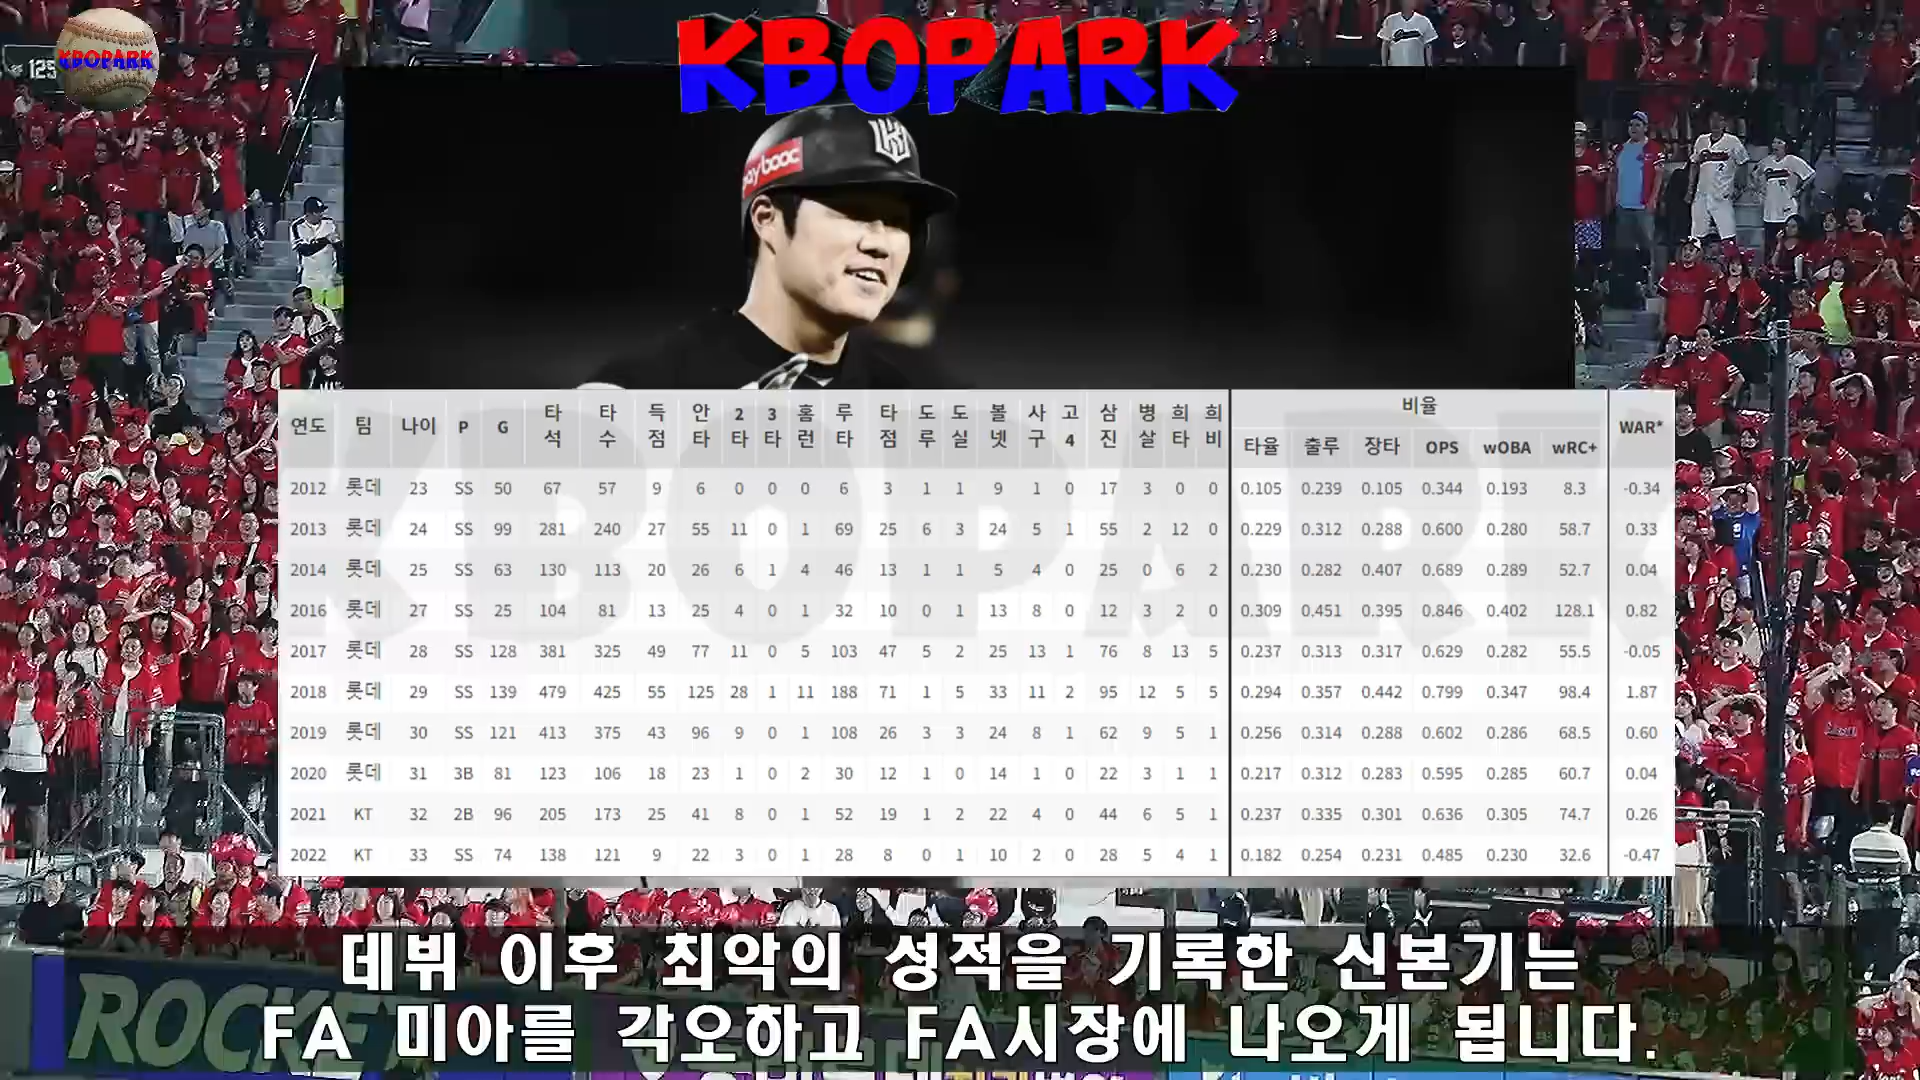 KBOPARK
125
KBOPARK
paybooc
연도 팀 나이 P G 타석 타수 득점 안타 2타 3타 홈런 루타 타점 도루 도실 볼넷 사구 고4 삼진 병살 희타 희비 비율 WAR*
타율 출루 장타 OPS wOBA wRC+
2012 롯데 23 SS 50 67 57 9 6 0 0 0 6 3 1 1 9 1 0 17 3 0 0 0.105 0.239 0.105 0.344 0.193 8.3 -0.34
2013 롯데 24 SS 99 281 240 27 55 11 0 1 69 25 6 3 24 5 1 55 2 12 0 0.229 0.312 0.288 0.600 0.280 58.7 0.33
2014 롯데 25 SS 63 130 113 20 26 6 1 4 46 13 1 1 5 4 0 25 0 6 2 0.230 0.282 0.407 0.689 0.289 52.7 0.04
2016 롯데 27 SS 25 104 81 13 25 4 0 1 32 10 0 1 13 8 0 12 3 2 0 0.309 0.451 0.395 0.846 0.402 128.1 0.82
2017 롯데 28 SS 128 381 325 49 77 11 0 5 103 47 5 2 25 13 1 76 8 13 5 0.237 0.313 0.317 0.629 0.282 55.5 -0.05
2018 롯데 29 SS 139 479 425 55 125 28 1 11 188 71 1 5 33 11 2 95 12 5 5 0.294 0.357 0.442 0.799 0.347 98.4 1.87
2019 롯데 30 SS 121 413 375 43 96 9 0 1 108 26 3 3 24 8 1 62 9 5 1 0.256 0.314 0.288 0.602 0.286 68.5 0.60
2020 롯데 31 3B 81 123 106 18 23 1 0 2 30 12 1 0 14 1 0 22 3 1 1 0.217 0.312 0.283 0.595 0.285 60.7 0.04
2021 KT 32 2B 96 205 173 25 41 8 0 1 52 19 1 2 22 4 0 44 6 5 1 0.237 0.335 0.301 0.636 0.305 74.7 0.26
2022 KT 33 SS 74 138 121 9 22 3 0 1 28 8 0 1 10 2 0 28 5 4 1 0.182 0.254 0.231 0.485 0.230 32.6 -0.47
KBOPARK
데뷔 이후 최악의 성적을 기록한 신본기는
FA 미아를 각오하고 FA시장에 나오게 됩니다.
ROCKET